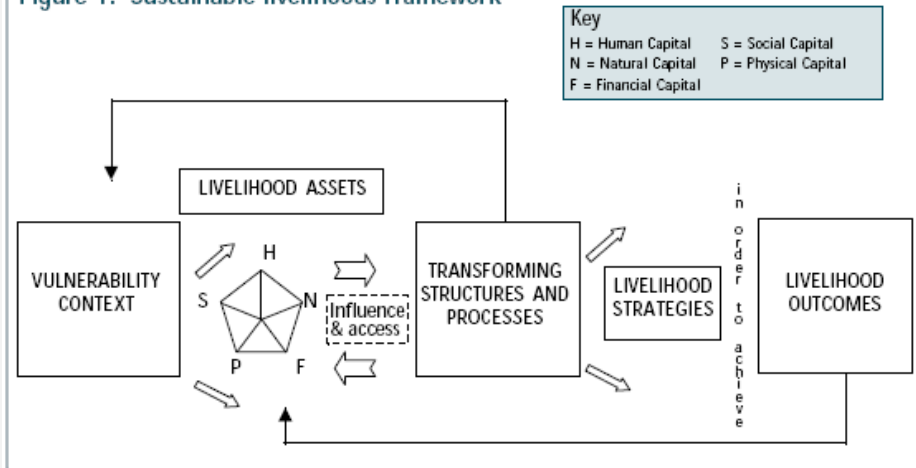 Figure 1: Sustainable livelihoods framework
Key
H = Human Capital S = Social Capital
N = Natural Capital P = Physical Capital
F = Financial Capital
LIVELIHOOD ASSETS
VULNERABILITY
CONTEXT
H
S
N
P
F
Influence
& access
TRANSFORMING
STRUCTURES AND
PROCESSES
LIVELIHOOD
STRATEGIES
in order to achieve
LIVELIHOOD
OUTCOMES